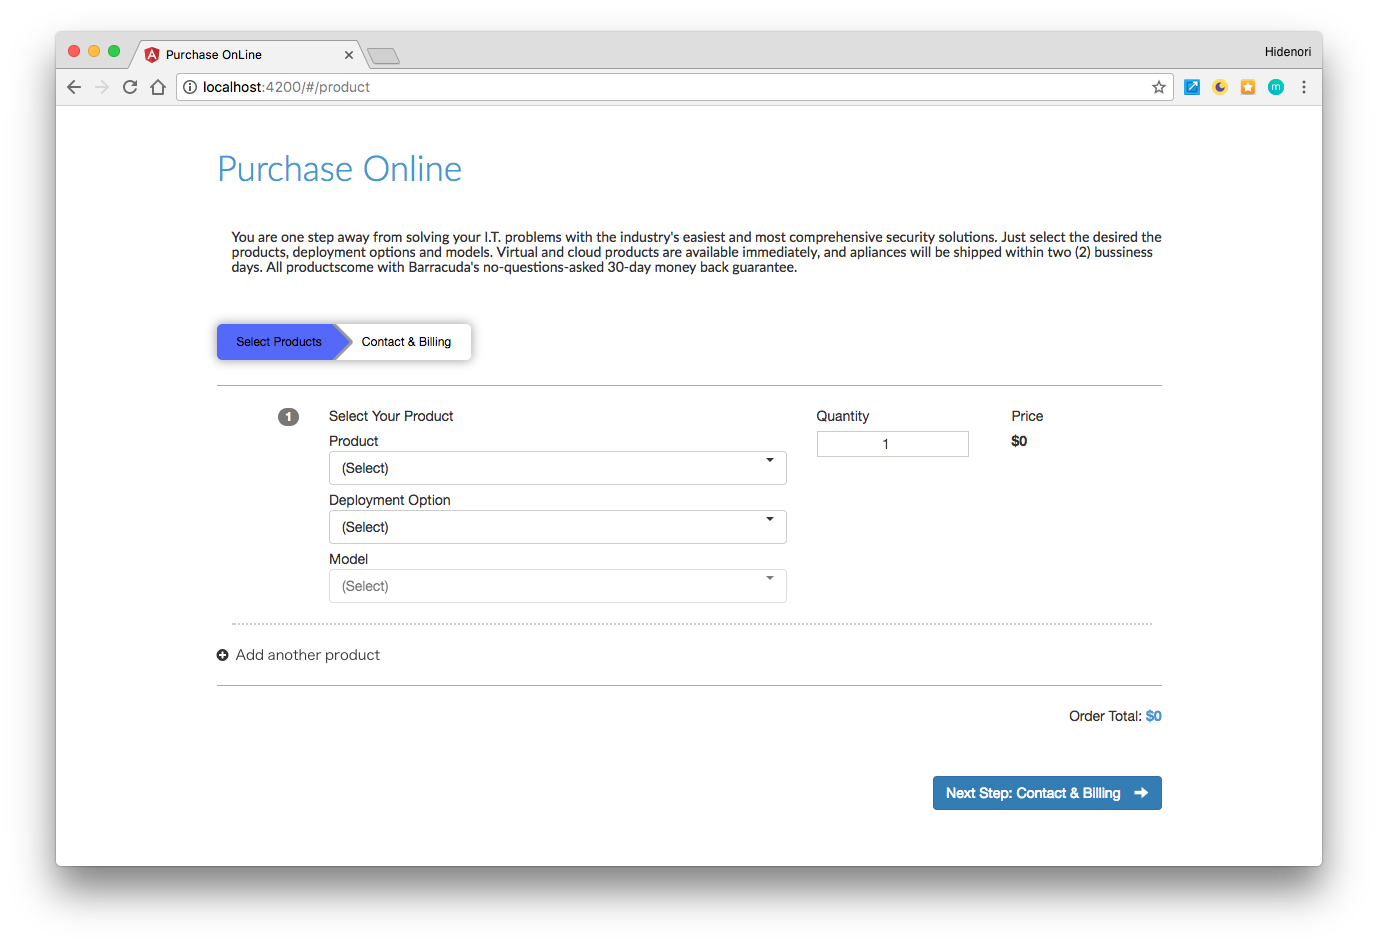 Purchase OnLine
Hidenori
localhost:4200/#/product
m
Purchase Online
You are one step away from solving your I.T. problems with the industry's easiest and most comprehensive security solutions. Just select the desired the
products, deployment options and models. Virtual and cloud products are available immediately, and apliances will be shipped within two (2) bussiness
days. All productscome with Barracuda's no-questions-asked 30-day money back guarantee.
Select Products
Contact & Billing
1
Select Your Product
Quantity
Price
Product
1
$0
(Select)
Deployment Option
(Select)
Model
(Select)
Add another product
Order Total: $0
Next Step: Contact & Billing